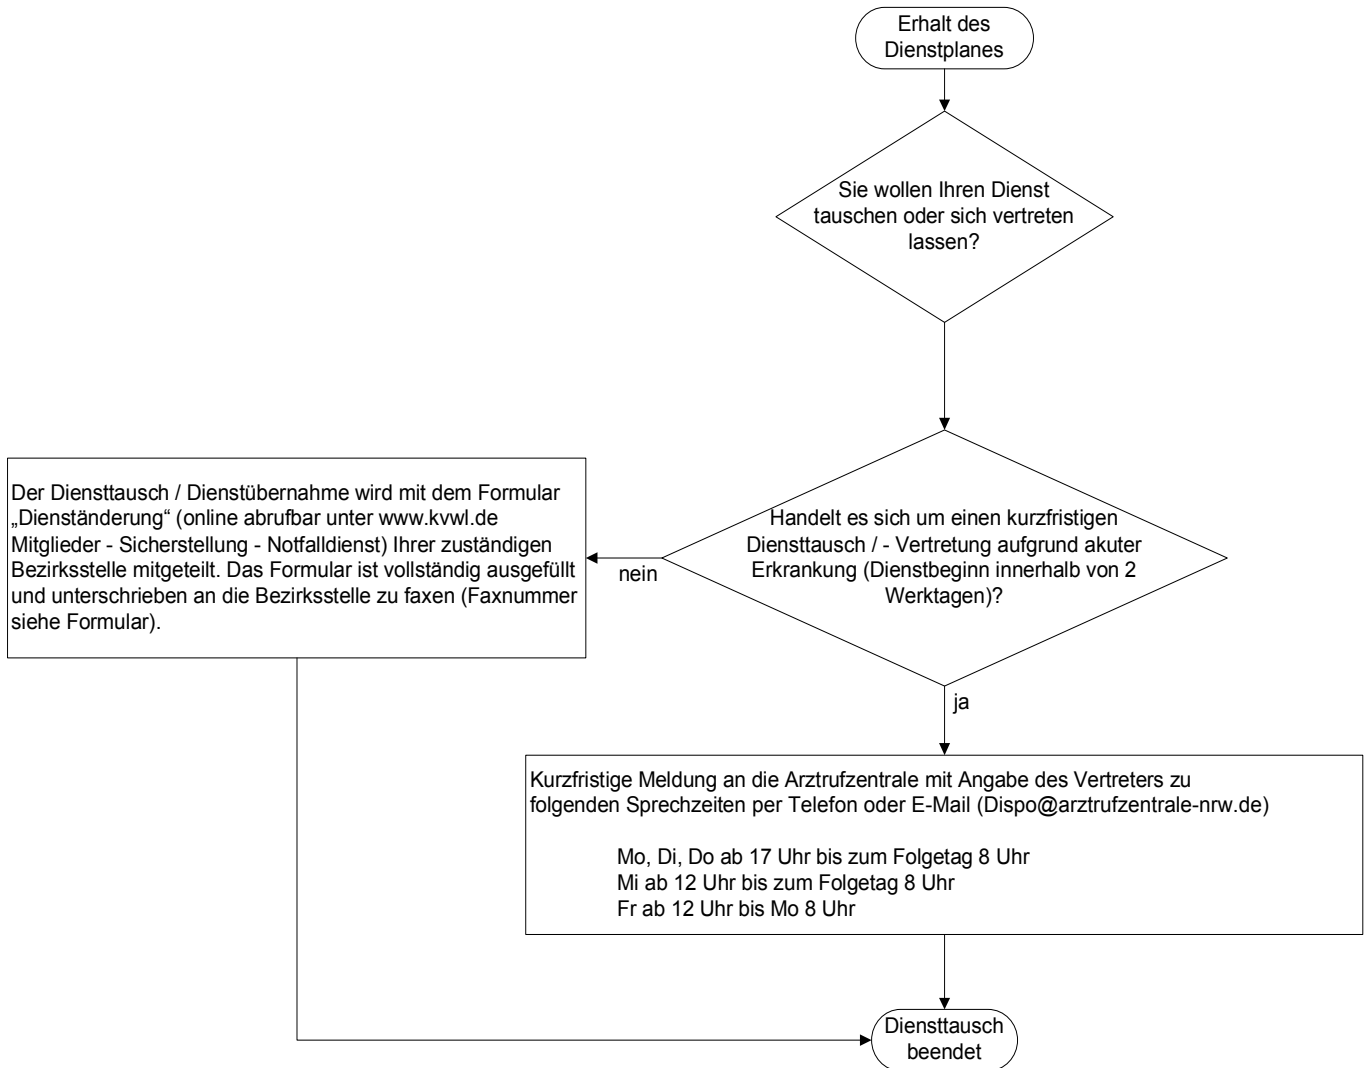 Erhalt des
Dienstplanes
Sie wollen Ihren Dienst
tauschen oder sich vertreten
lassen?
Handelt es sich um einen kurzfristigen
Diensttausch / - Vertretung aufgrund akuter
Erkrankung (Dienstbeginn innerhalb von 2
Werktagen)?
nein
Der Diensttausch / Dienstübernahme wird mit dem Formular
„Dienständerung“ (online abrufbar unter www.kvwl.de
Mitglieder - Sicherstellung - Notfalldienst) Ihrer zuständigen
Bezirksstelle mitgeteilt. Das Formular ist vollständig ausgefüllt
und unterschrieben an die Bezirksstelle zu faxen (Faxnummer
siehe Formular).
ja
Kurzfristige Meldung an die Arztrufzentrale mit Angabe des Vertreters zu
folgenden Sprechzeiten per Telefon oder E-Mail (Dispo@arztrufzentrale-nrw.de)
Mo, Di, Do ab 17 Uhr bis zum Folgetag 8 Uhr
Mi ab 12 Uhr bis zum Folgetag 8 Uhr
Fr ab 12 Uhr bis Mo 8 Uhr
Diensttausch
beendet